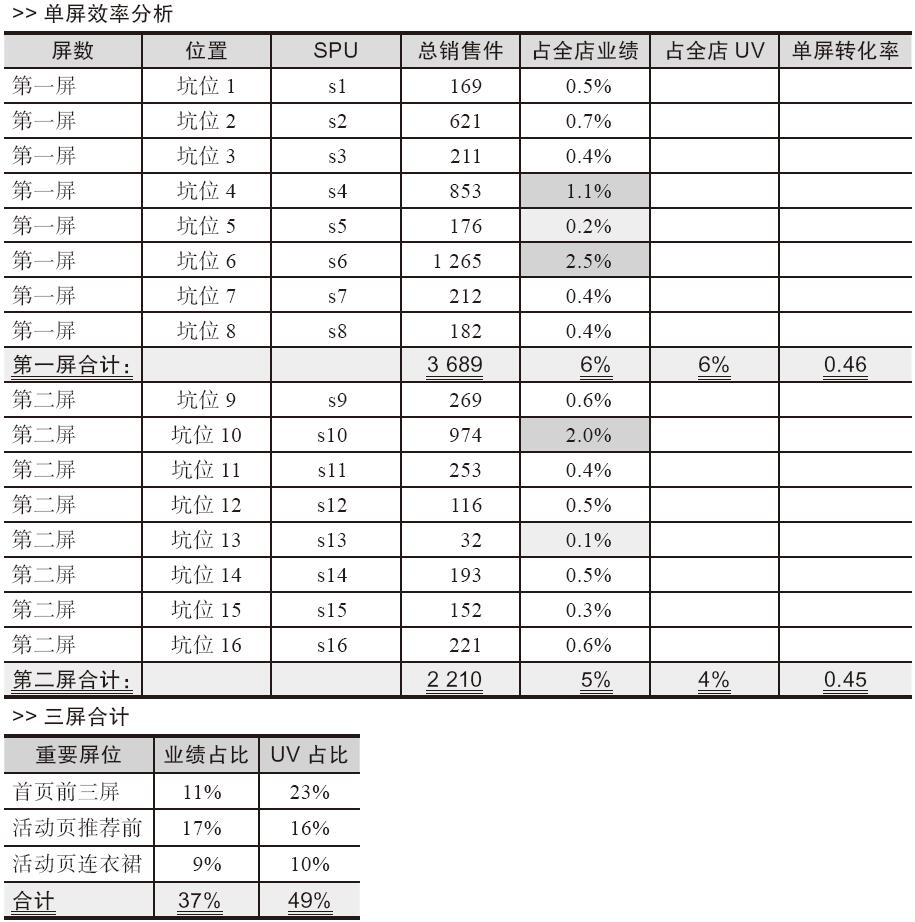 >> 单屏效率分析
屏数 位置 SPU 总销售件 占全店业绩 占全店 UV 单屏转化率
第一屏 坑位 1 s1 169 0.5%
第一屏 坑位 2 s2 621 0.7%
第一屏 坑位 3 s3 211 0.4%
第一屏 坑位 4 s4 853 1.1%
第一屏 坑位 5 s5 176 0.2%
第一屏 坑位 6 s6 1 265 2.5%
第一屏 坑位 7 s7 212 0.4%
第一屏 坑位 8 s8 182 0.4%
第一屏合计： 3 689 6% 6% 0.46
第二屏 坑位 9 s9 269 0.6%
第二屏 坑位 10 s10 974 2.0%
第二屏 坑位 11 s11 253 0.4%
第二屏 坑位 12 s12 116 0.5%
第二屏 坑位 13 s13 32 0.1%
第二屏 坑位 14 s14 193 0.5%
第二屏 坑位 15 s15 152 0.3%
第二屏 坑位 16 s16 221 0.6%
第二屏合计： 2 210 5% 4% 0.45
>> 三屏合计
重要屏位 业绩占比 UV 占比
首页前三屏 11% 23%
活动页推荐前 17% 16%
活动页连衣裙 9% 10%
合计 37% 49%